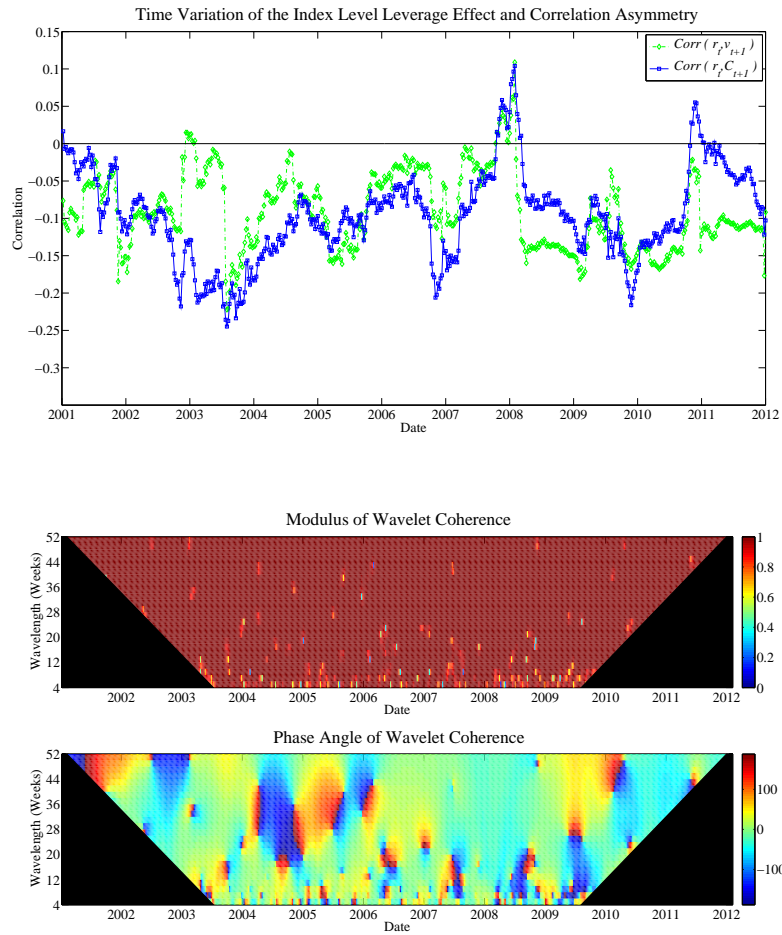 Time Variation of the Index Level Leverage Effect and Correlation Asymmetry
0.15
0.1
0.05
0
−0.05
−0.1
−0.15
−0.2
−0.25
−0.3
Correlation
Corr ( r_t,v_{t+1})
Corr ( r_t,C_{t+1})
2001 2002 2003 2004 2005 2006 2007 2008 2009 2010 2011 2012
Date
Modulus of Wavelet Coherence
52
44
36
28
20
12
4
Wavelength (Weeks)
2002 2003 2004 2005 2006 2007 2008 2009 2010 2011 2012
Date
1
0.8
0.6
0.4
0.2
0
Phase Angle of Wavelet Coherence
52
44
36
28
20
12
4
Wavelength (Weeks)
2002 2003 2004 2005 2006 2007 2008 2009 2010 2011 2012
Date
100
0